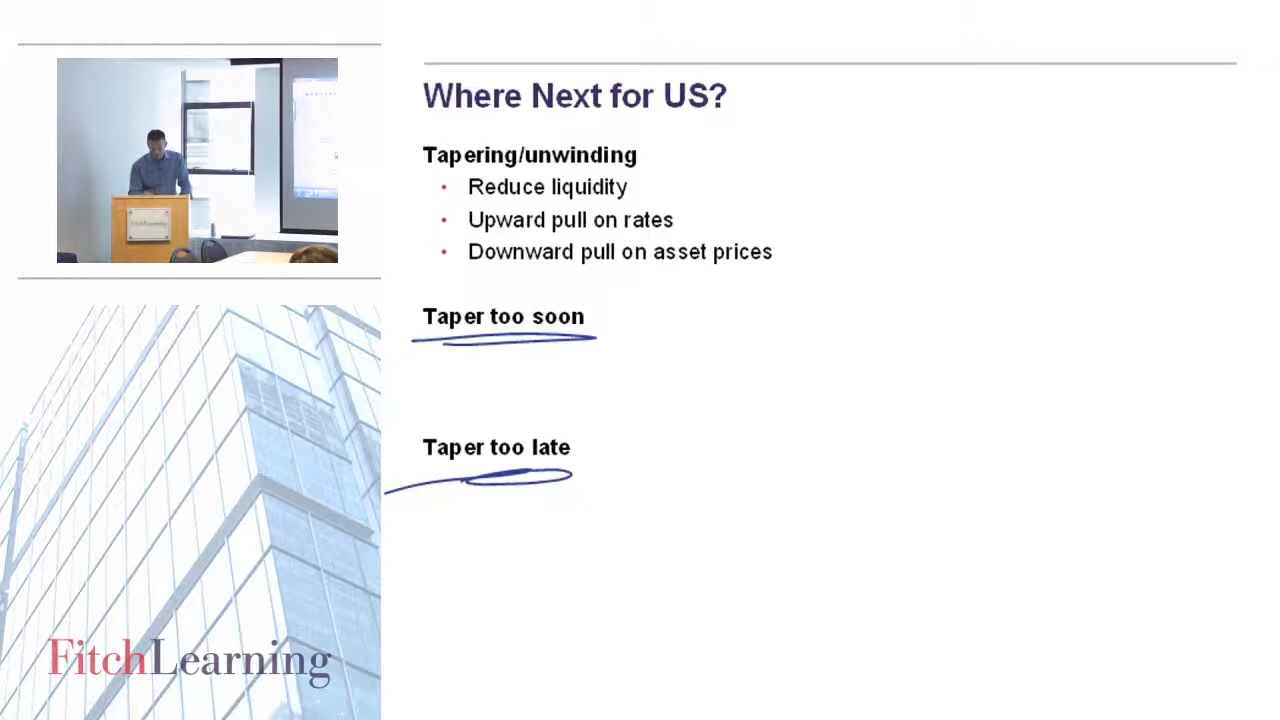 Where Next for US?
Tapering/unwinding
• Reduce liquidity
• Upward pull on rates
• Downward pull on asset prices
Taper too soon
Taper too late
FitchLearning